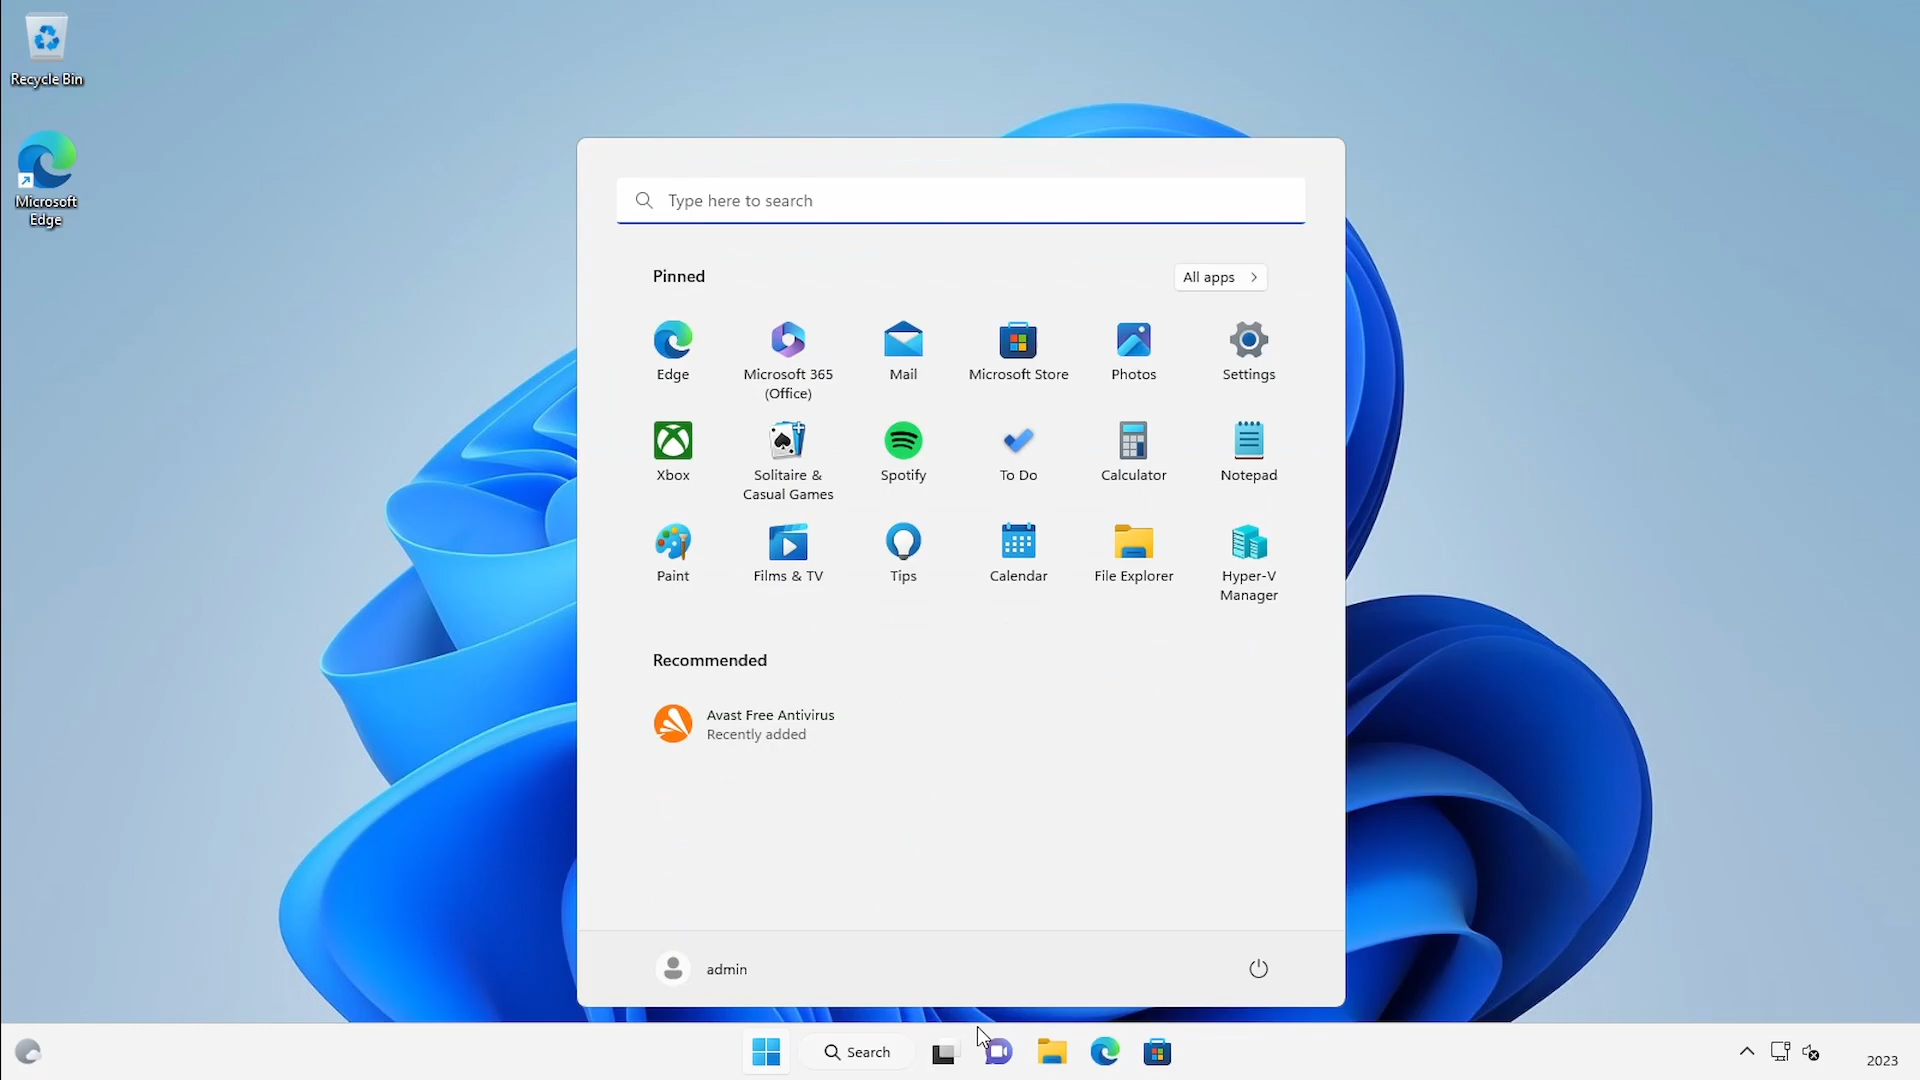 Recycle Bin
Microsoft
Edge
Type here to search
Pinned
All apps
Edge
Microsoft 365
(Office)
Mail
Microsoft Store
Photos
Settings
Xbox
Solitaire &
Casual Games
Spotify
To Do
Calculator
Notepad
Paint
Films & TV
Tips
Calendar
File Explorer
Hyper-V
Manager
Recommended
Avast Free Antivirus
Recently added
admin
Search
2023